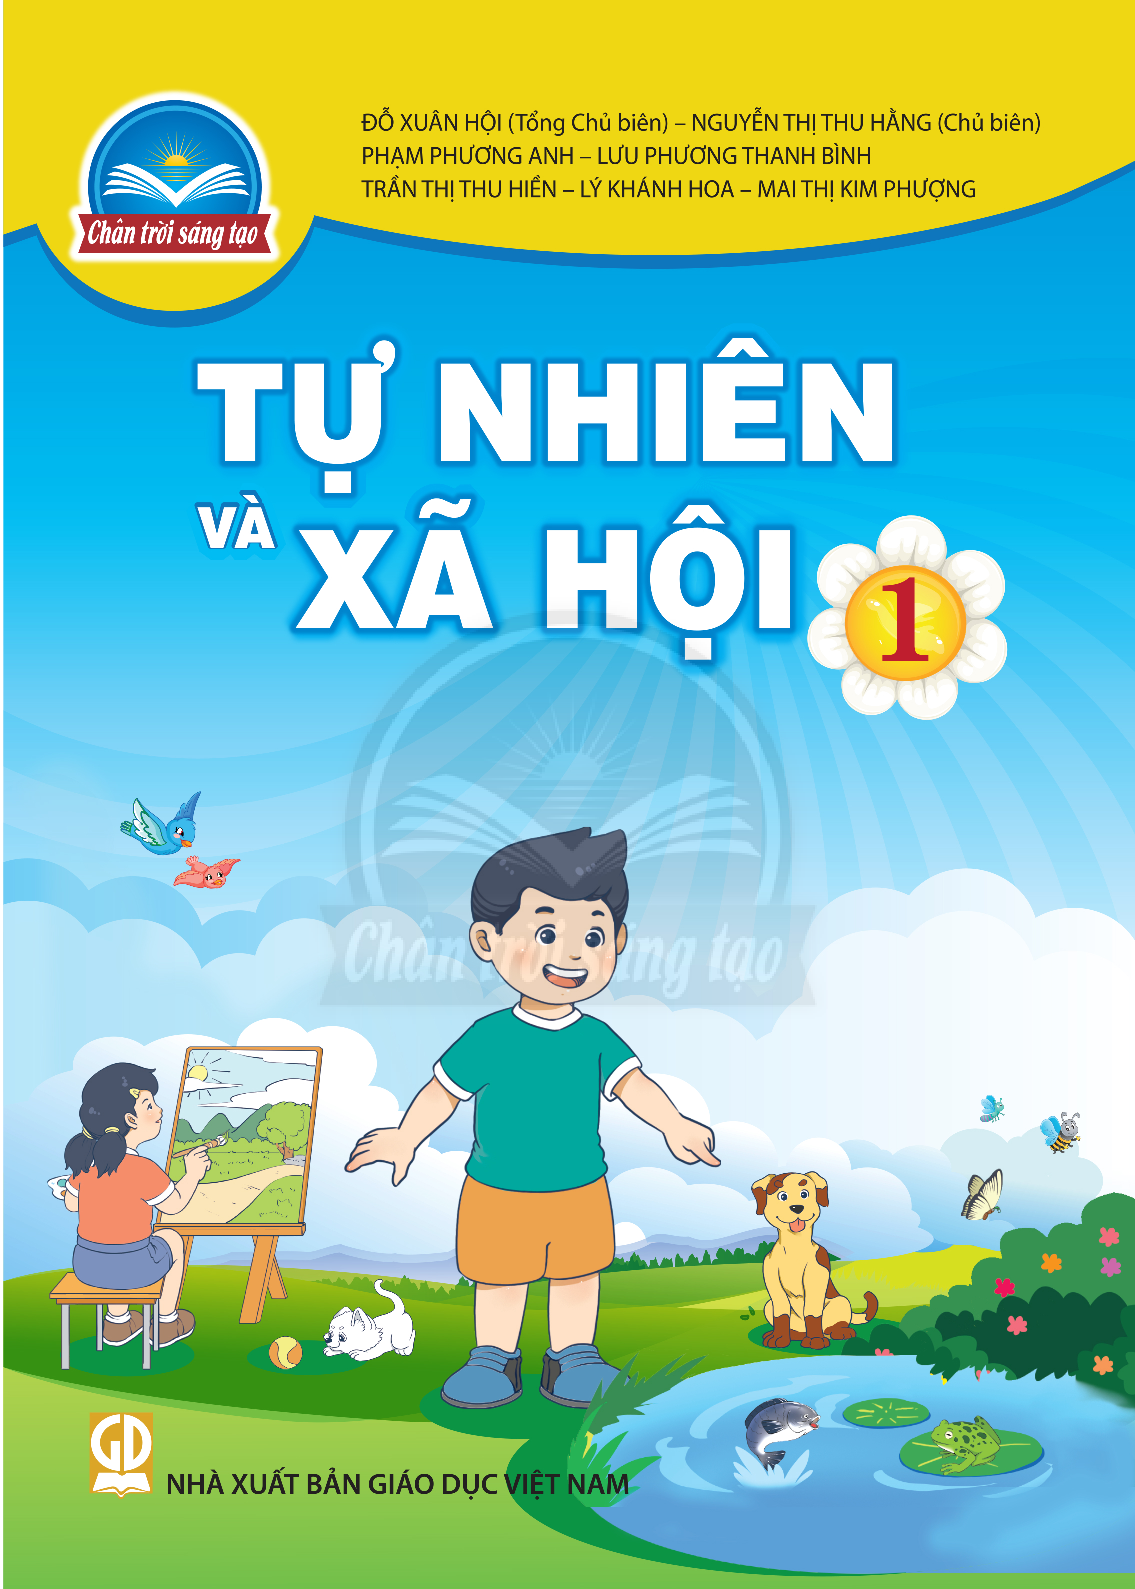 ĐỖ XUÂN HỘI (Tổng Chủ biên) – NGUYỄN THỊ THU HẰNG (Chủ biên)
PHẠM PHƯƠNG ANH – LƯU PHƯƠNG THANH BÌNH
TRẦN THỊ THU HIỀN – LÝ KHÁNH HOA – MAI THỊ KIM PHƯỢNG
Chân trời sáng tạo
TỰ NHIÊN
VÀ XÃ HỘI 1
Chân trời sáng tạo
GD
NHÀ XUẤT BẢN GIÁO DỤC VIỆT NAM